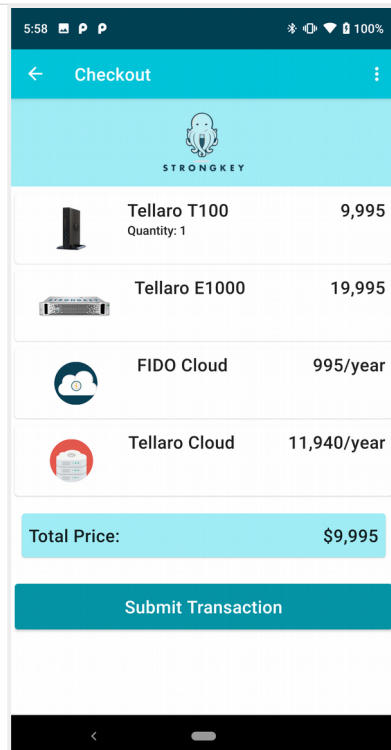 5:58
100%
Checkout
STRONGKEY
Tellaro T100 9,995
Quantity: 1
Tellaro E1000 19,995
FIDO Cloud 995/year
Tellaro Cloud 11,940/year
Total Price: $9,995
Submit Transaction